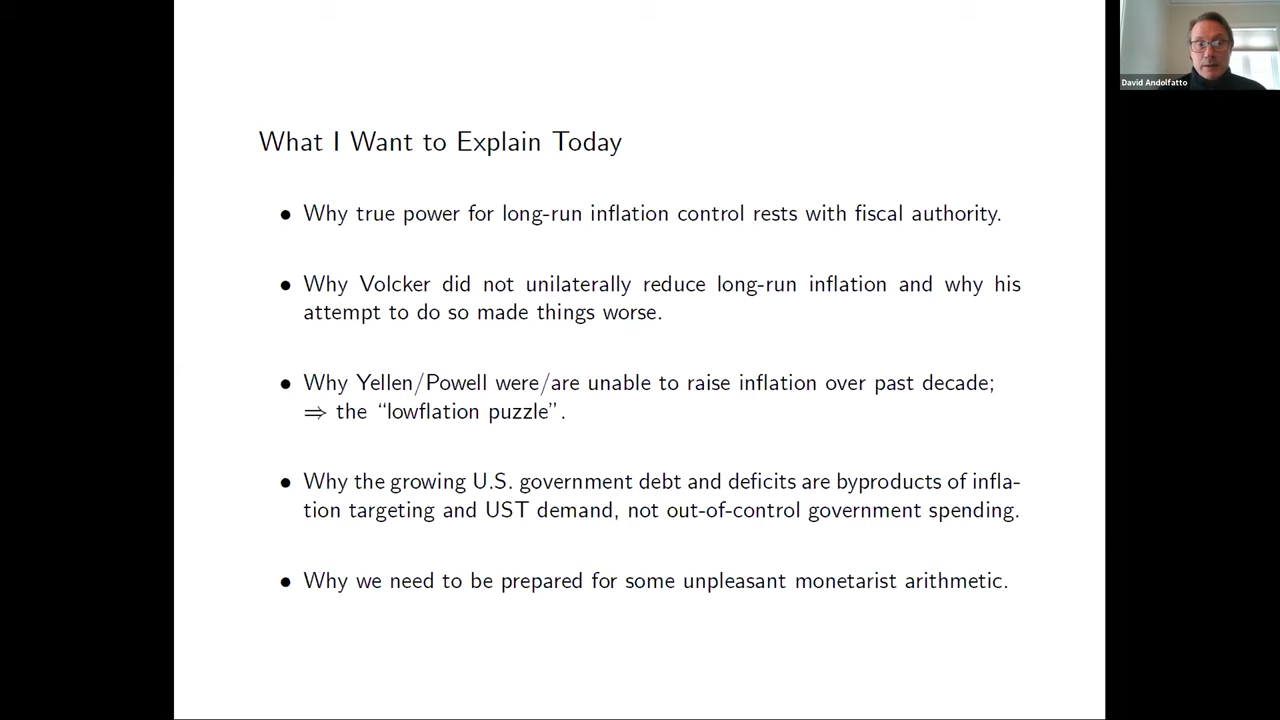 David Andolfatto
What I Want to Explain Today
• Why true power for long-run inflation control rests with fiscal authority.
• Why Volcker did not unilaterally reduce long-run inflation and why his
attempt to do so made things worse.
• Why Yellen/Powell were/are unable to raise inflation over past decade;
⇒ the “lowflation puzzle”.
• Why the growing U.S. government debt and deficits are byproducts of infla-
tion targeting and UST demand, not out-of-control government spending.
• Why we need to be prepared for some unpleasant monetarist arithmetic.